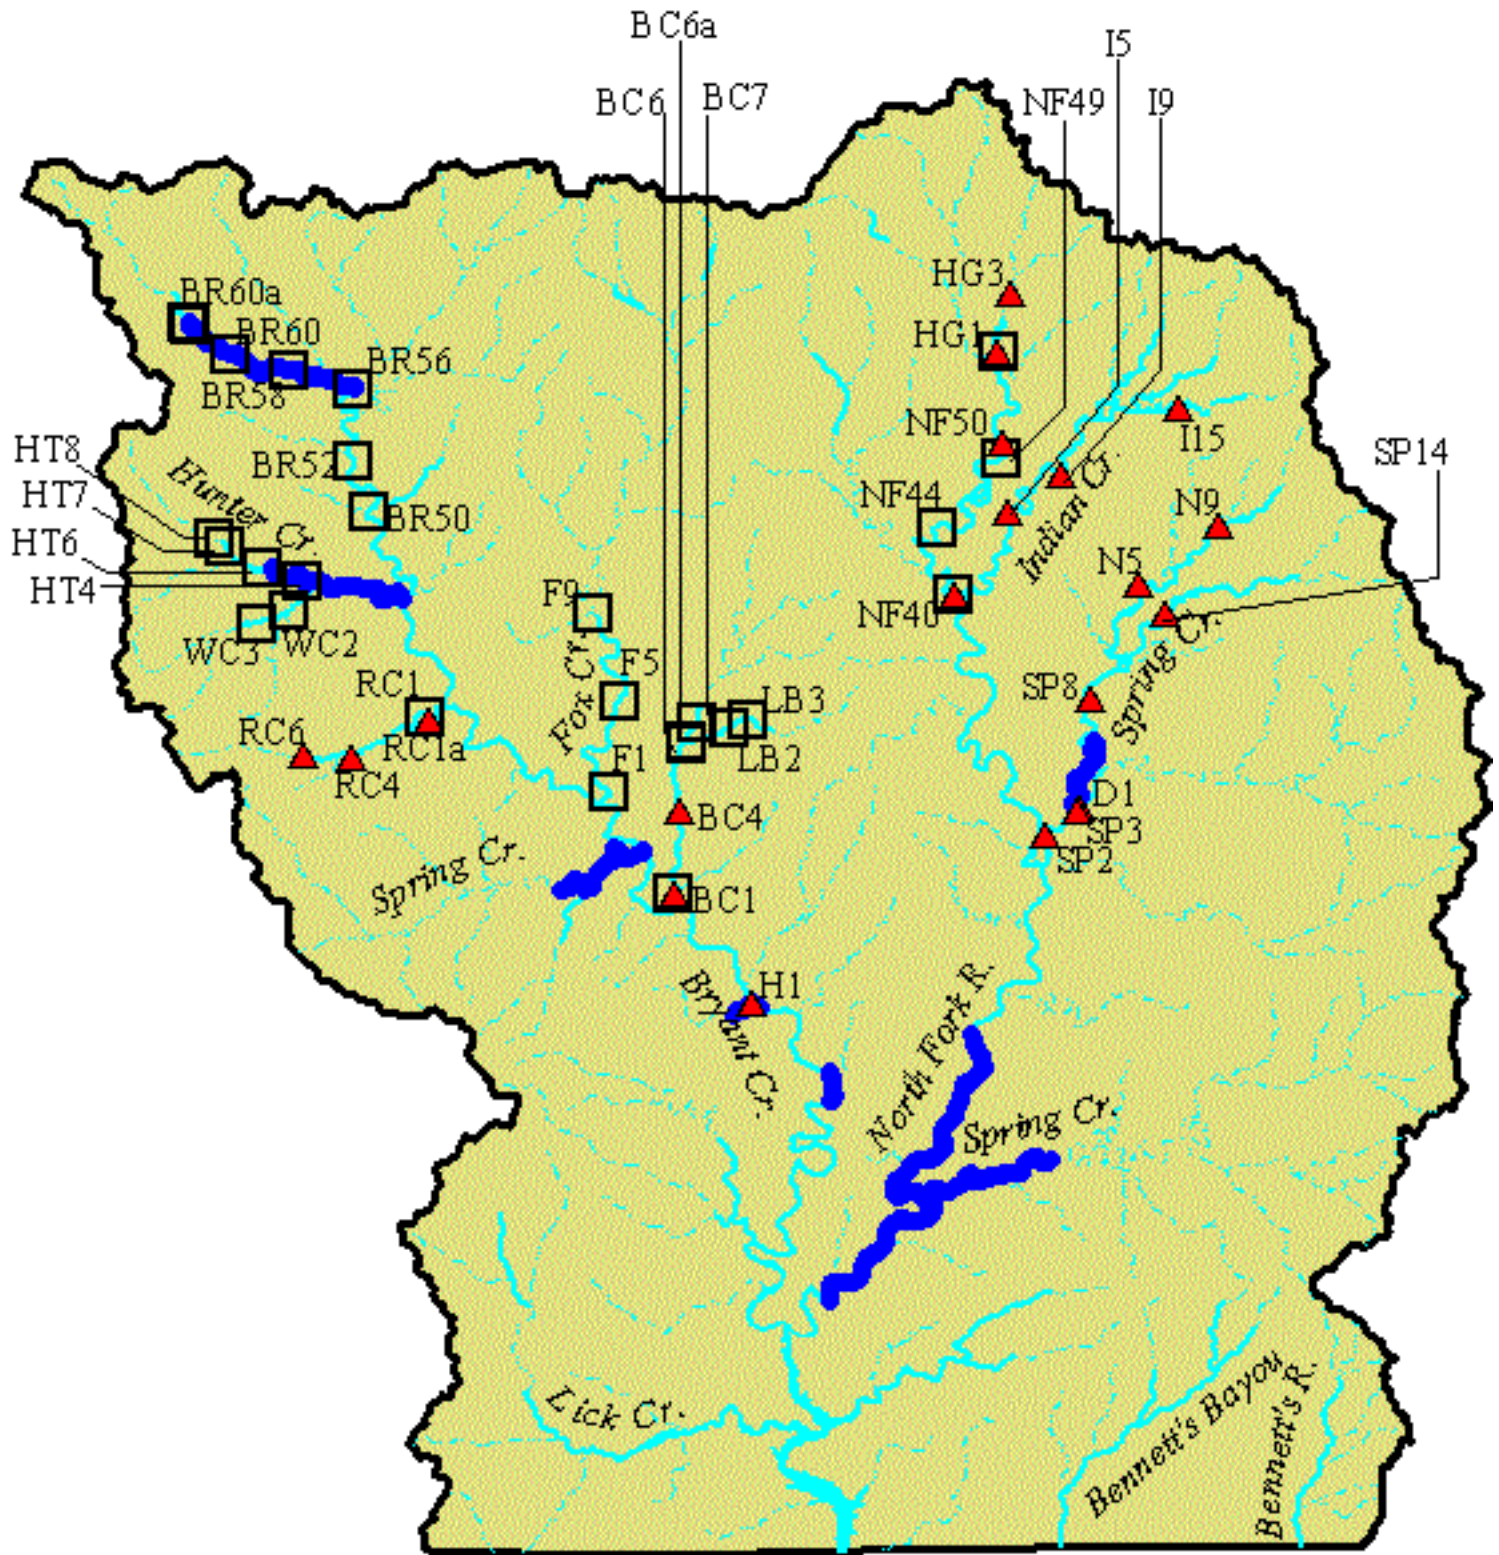 BC6a
I5
BC6
BC7
NF49
I9
HG3
BR60a
BR60
HG1
BR56
BR58
NF50
I15
HT8
Hunter Cr.
BR52
SP14
HT7
NF44
N9
BR50
Indian Cr.
HT6
HT4
N5
F9
NF40
WC3
WC2
Fox Cr.
F5
Spring Cr.
RC1
SP8
LB3
RC6
RC1a
LB2
RC4
F1
D1
BC4
SP3
SP2
Spring Cr.
BC1
H1
Bryant Cr.
North Fork R.
Spring Cr.
Lick Cr.
Bennett's Bayou
Bennett's R.